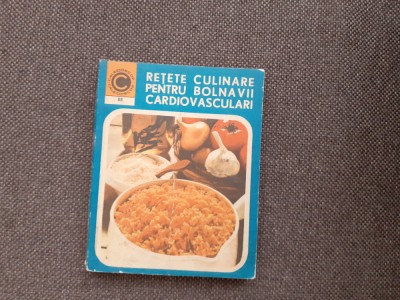 REȚETE CULINARE
PENTRU BOLNAVII
CARDIOVASCULARI